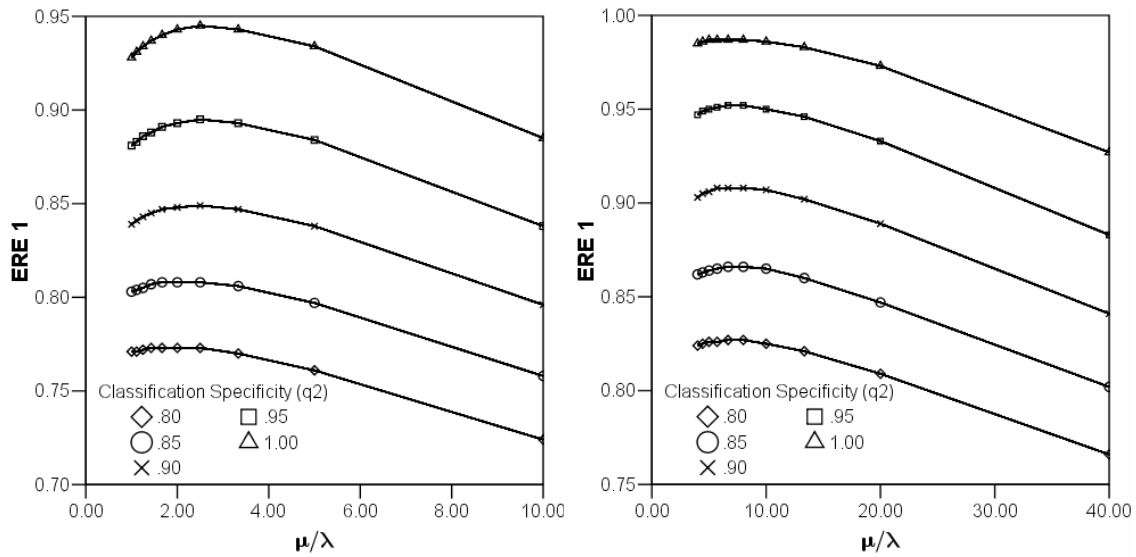 0.95
0.90
0.85
0.80
0.75
0.70
ERE 1
Classification Specificity (q2)
.80 .95
.85 1.00
.90
0.00 2.00 4.00 6.00 8.00 10.00
μ/λ
1.00
0.95
0.90
0.85
0.80
0.75
ERE 1
Classification Specificity (q2)
.80 .95
.85 1.00
.90
0.00 10.00 20.00 30.00 40.00
μ/λ